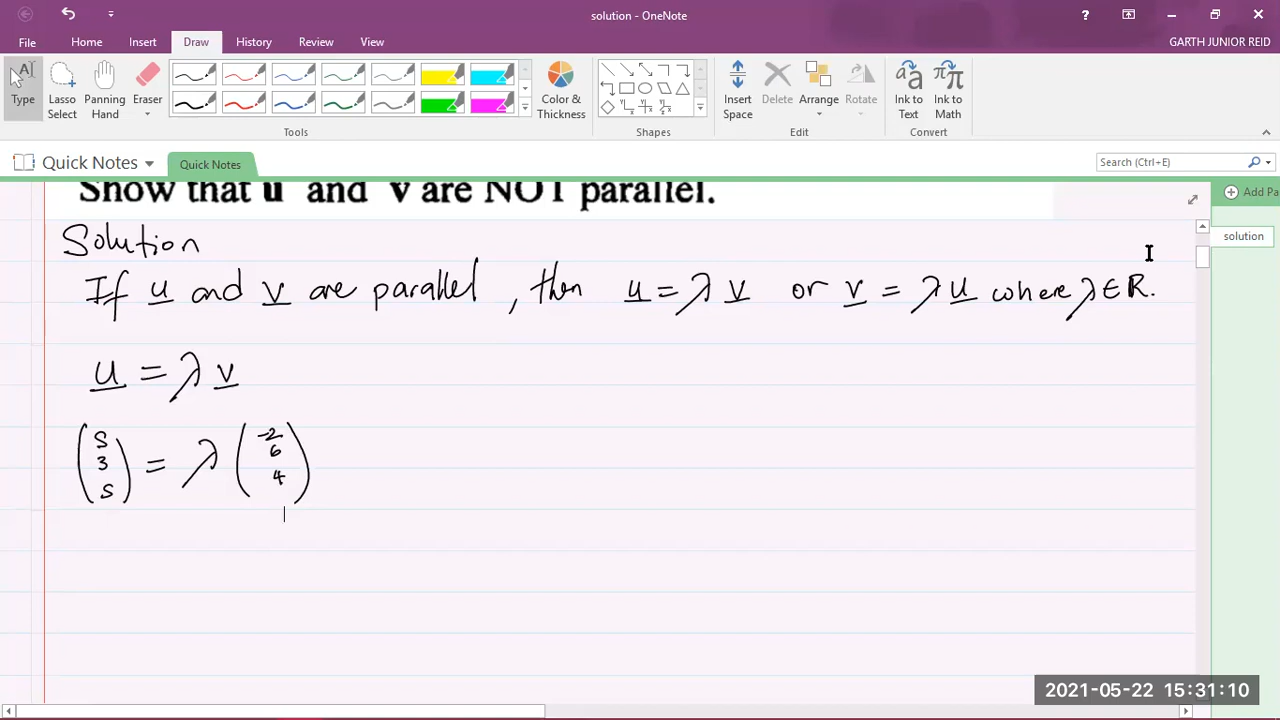 solution - OneNote
?
File
Home
Insert
Draw
History
Review
View
GARTH JUNIOR REID
Type
Lasso Select
Panning Hand
Eraser
Color & Thickness
Insert Space
Delete
Arrange
Rotate
Ink to Text
Ink to Math
Tools
Shapes
Edit
Convert
Quick Notes
Quick Notes
Search (Ctrl+E)
Show that u and v are NOT parallel.
Add Pa
solution
Solution
If u and v are parallel, then u = λ v or v = λ u where λ ∈ R.
u = λ v
(5 3 5) = λ (-2 6 4)
2021-05-22 15:31:10